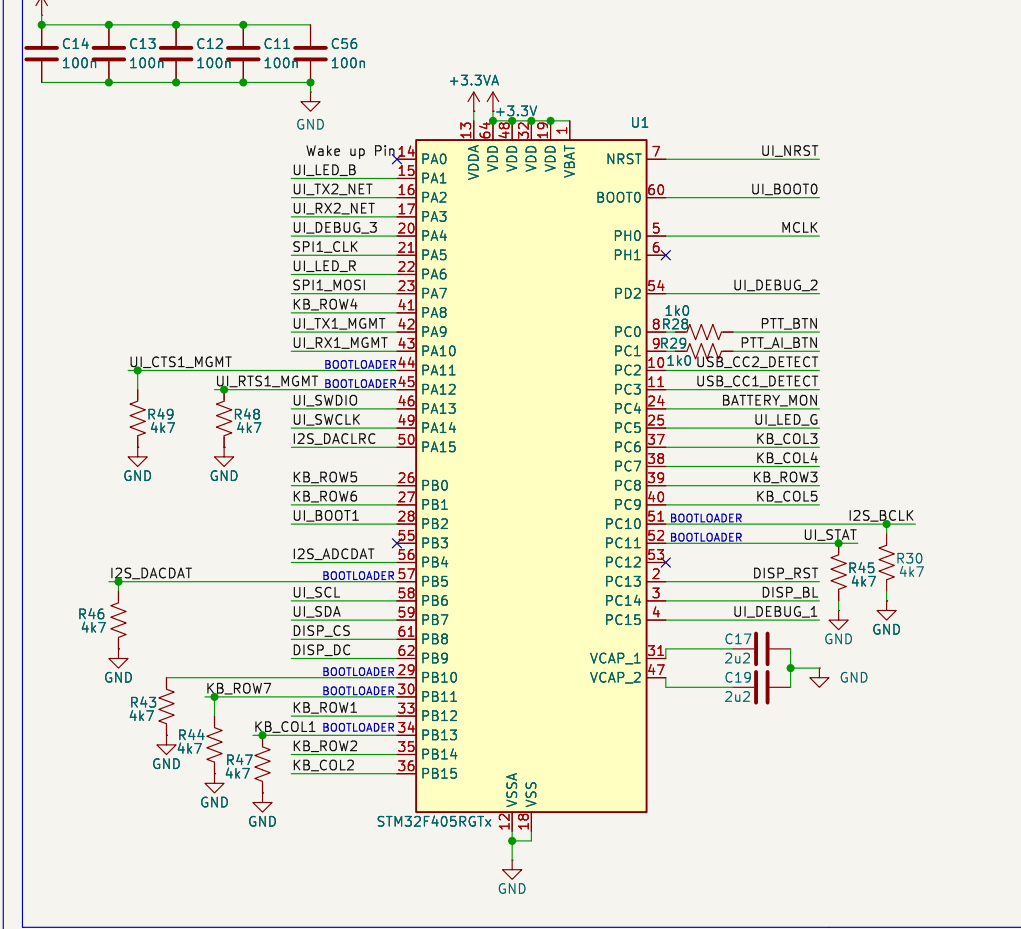 C14 C13 C12 C11 C56
100n 100n 100n 100n 100n
GND
+3.3VA
+3.3V
U1
13 64 48 32 19 1
VDDA VDD VDD VDD VDD VBAT
Wake up Pin 14 PA0
UI_LED_B 15 PA1
UI_TX2_NET 16 PA2
UI_RX2_NET 17 PA3
UI_DEBUG_3 20 PA4
SPI1_CLK 21 PA5
UI_LED_R 22 PA6
SPI1_MOSI 23 PA7
KB_ROW4 41 PA8
UI_TX1_MGMT 42 PA9
UI_RX1_MGMT 43 PA10
UI_CTS1_MGMT BOOTLOADER 44 PA11
UI_RTS1_MGMT BOOTLOADER 45 PA12
UI_SWDIO 46 PA13
UI_SWCLK 49 PA14
I2S_DACLRC 50 PA15
R49
4k7
GND
R48
4k7
GND
KB_ROW5 26 PB0
KB_ROW6 27 PB1
UI_BOOT1 28 PB2
55 PB3
I2S_ADCDAT 56 PB4
I2S_DACDAT BOOTLOADER 57 PB5
UI_SCL 58 PB6
UI_SDA 59 PB7
DISP_CS 61 PB8
DISP_DC 62 PB9
BOOTLOADER 29 PB10
KB_ROW7 BOOTLOADER 30 PB11
KB_ROW1 33 PB12
KB_COL1 BOOTLOADER 34 PB13
KB_ROW2 35 PB14
KB_COL2 36 PB15
R46
4k7
GND
R43
4k7
GND
R44
4k7
GND
R47
4k7
GND
NRST 7 UI_NRST
BOOT0 60 UI_BOOT0
PH0 5 MCLK
PH1 6
PD2 54 UI_DEBUG_2
1k0
PC0 8 R28 PTT_BTN
PC1 9 R29 PTT_AI_BTN
1k0
PC2 10 USB_CC2_DETECT
PC3 11 USB_CC1_DETECT
PC4 24 BATTERY_MON
PC5 25 UI_LED_G
PC6 37 KB_COL3
PC7 38 KB_COL4
PC8 39 KB_ROW3
PC9 40 KB_COL5
PC10 51 BOOTLOADER I2S_BCLK
PC11 52 BOOTLOADER UI_STAT
PC12 53
PC13 2 DISP_RST
PC14 3 DISP_BL
PC15 4 UI_DEBUG_1
R45
4k7
GND
R30
4k7
GND
VCAP_1 31
VCAP_2 47
C17
2u2
C19
2u2
GND
VSSA VSS
12 18
STM32F405RGTx
GND